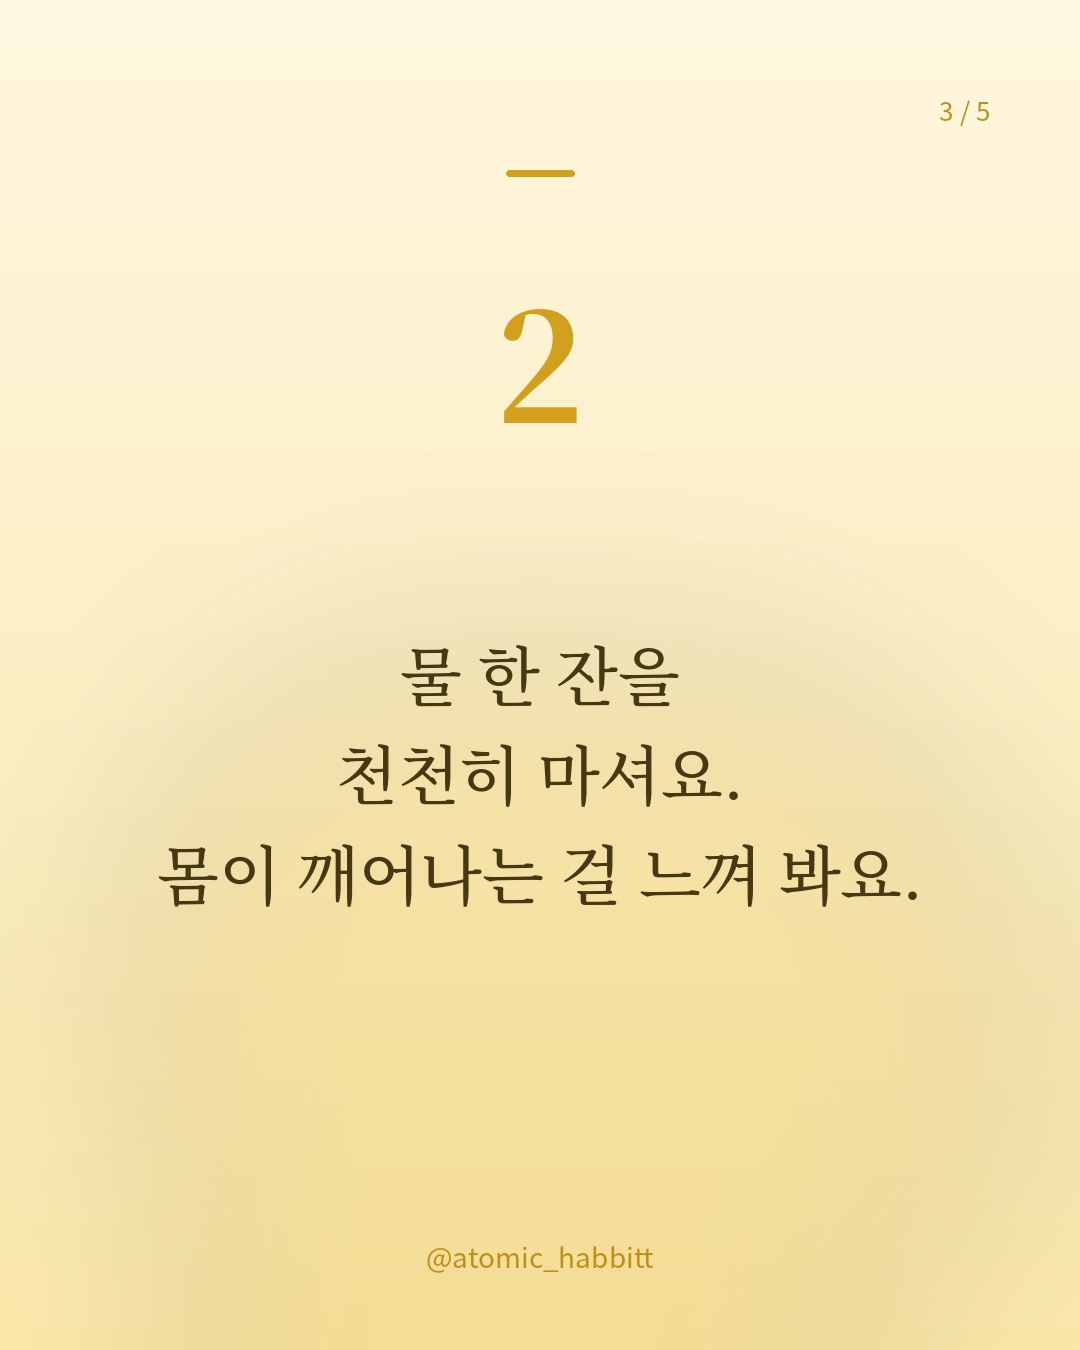 3 / 5
2
물 한 잔을
천천히 마셔요.
몸이 깨어나는 걸 느껴 봐요.
@atomic_habbitt